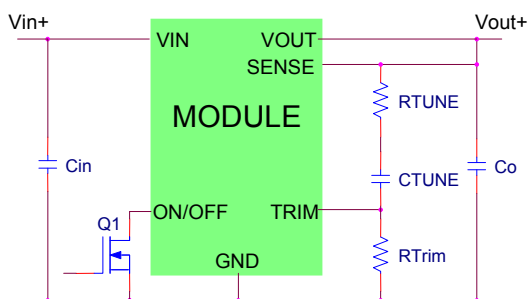 Vin+
Vout+
VIN
VOUT
SENSE
RTUNE
MODULE
Cin
CTUNE
Co
Q1
ON/OFF
TRIM
RTrim
GND